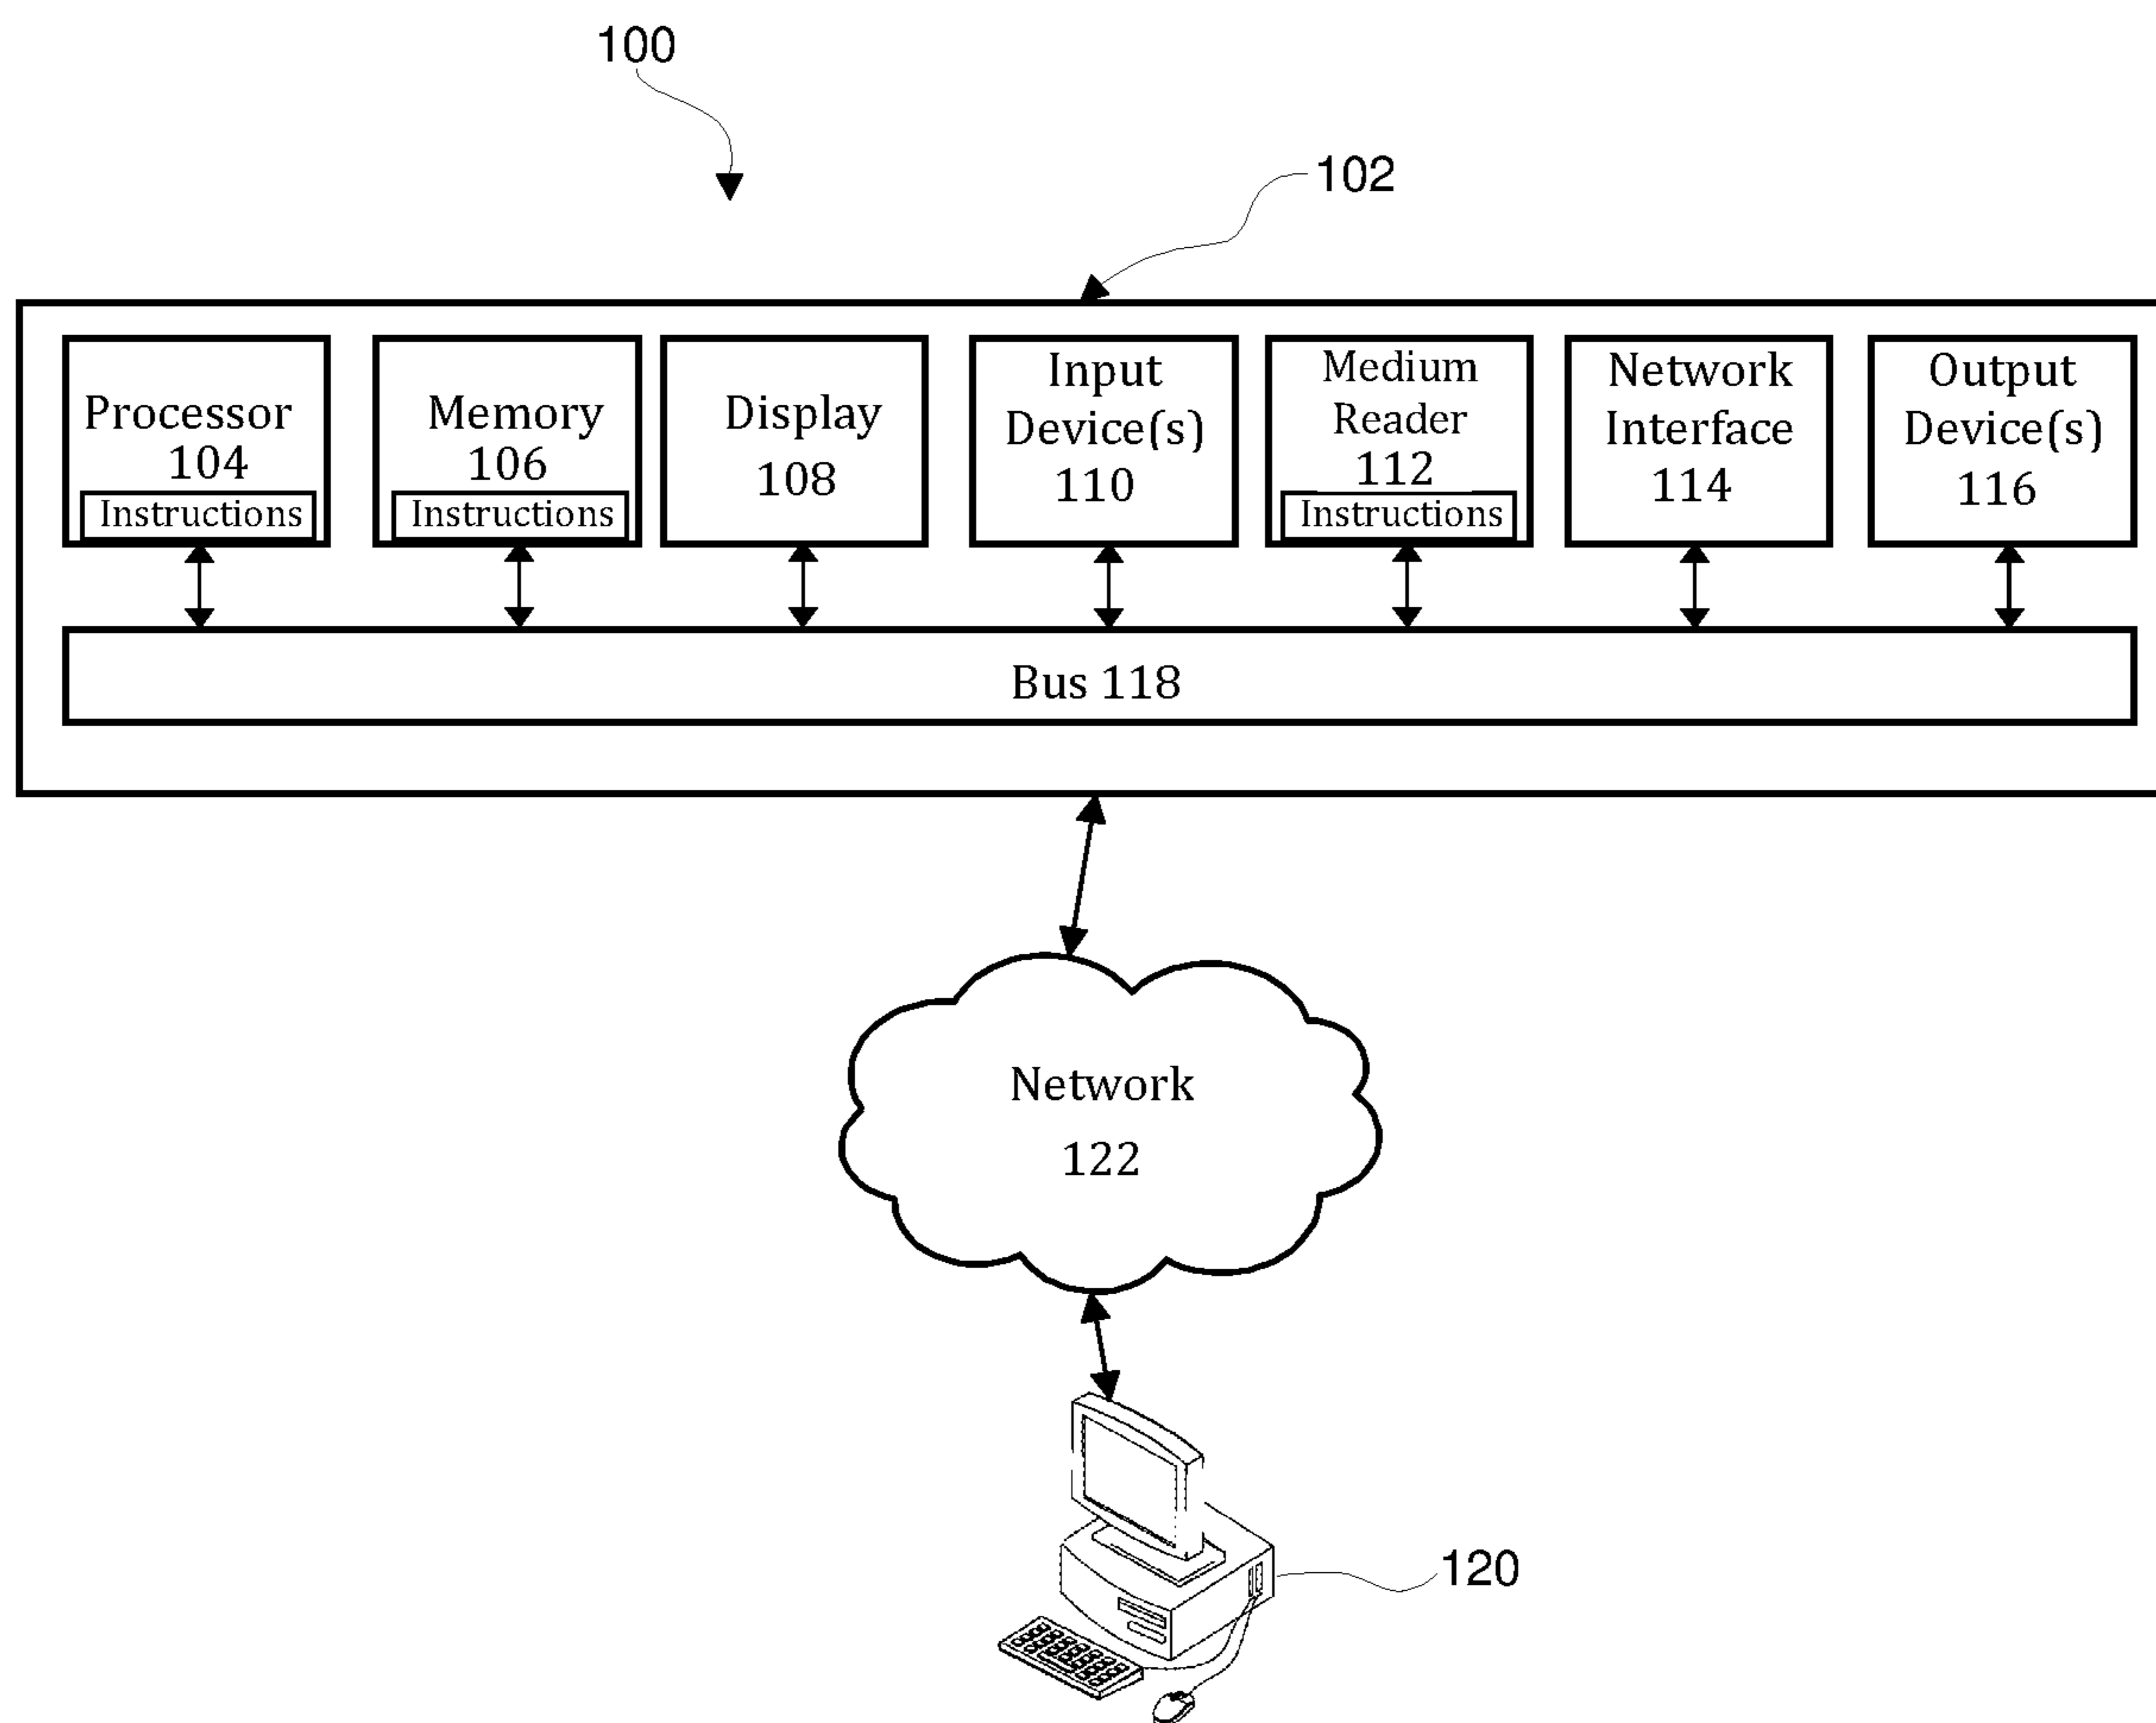 100
102
Processor
104
Instructions
Memory
106
Instructions
Display
108
Input
Device(s)
110
Medium
Reader
112
Instructions
Network
Interface
114
Output
Device(s)
116
Bus 118
Network
122
120